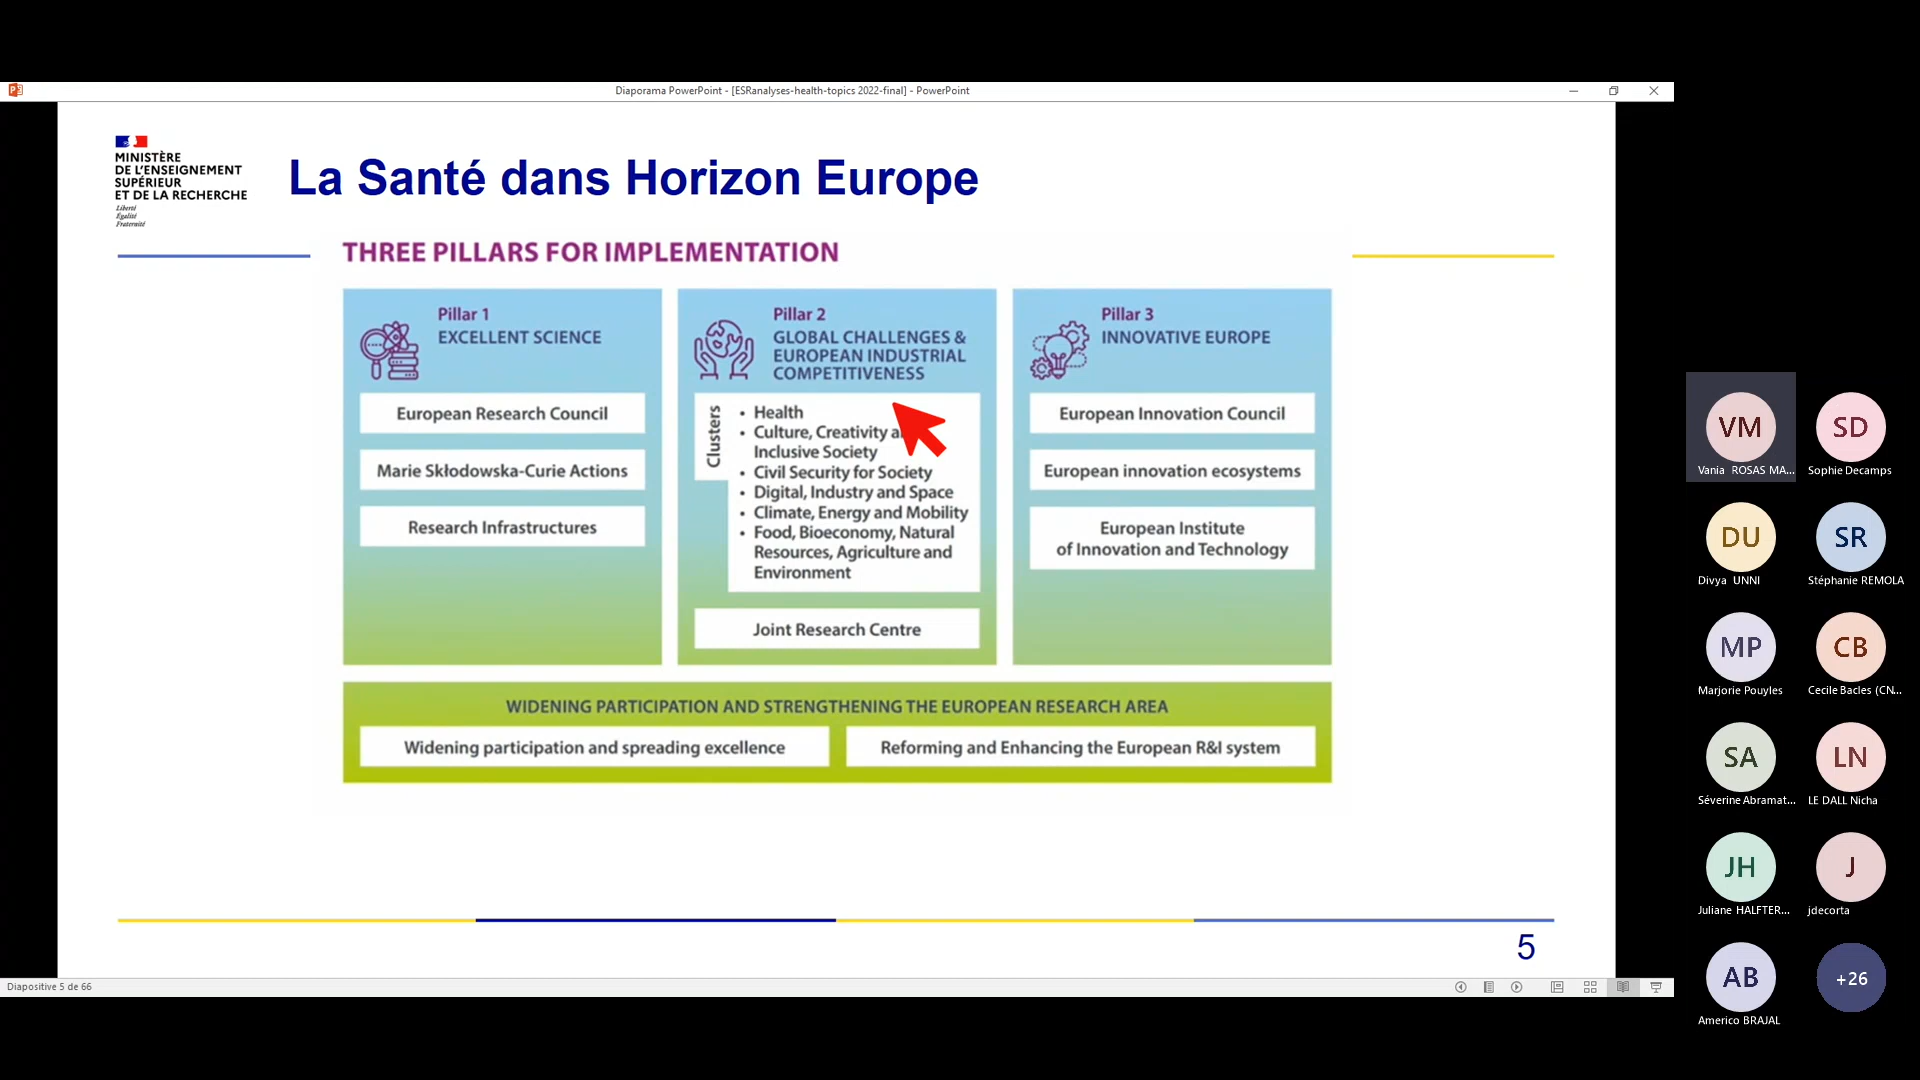 Diaporama PowerPoint - [ESRanalyses-health-topics 2022-final] - PowerPoint
MINISTÈRE
DE L'ENSEIGNEMENT
SUPÉRIEUR
ET DE LA RECHERCHE
Liberté
Égalité
Fraternité
La Santé dans Horizon Europe
THREE PILLARS FOR IMPLEMENTATION
Pillar 1
EXCELLENT SCIENCE
European Research Council
Marie Skłodowska-Curie Actions
Research Infrastructures
Pillar 2
GLOBAL CHALLENGES &
EUROPEAN INDUSTRIAL
COMPETITIVENESS
Clusters
• Health
• Culture, Creativity
Inclusive Society
• Civil Security for Society
• Digital, Industry and Space
• Climate, Energy and Mobility
• Food, Bioeconomy, Natural
Resources, Agriculture and
Environment
Joint Research Centre
Pillar 3
INNOVATIVE EUROPE
European Innovation Council
European innovation ecosystems
European Institute
of Innovation and Technology
WIDENING PARTICIPATION AND STRENGTHENING THE EUROPEAN RESEARCH AREA
Widening participation and spreading excellence
Reforming and Enhancing the European R&I system
5
Diapositive 5 de 66
VM
Vania ROSAS MA...
SD
Sophie Decamps
DU
Divya UNNI
SR
Stéphanie REMOLA
MP
Marjorie Pouyles
CB
Cecile Bacles (CN...
SA
Séverine Abramat...
LN
LE DALL Nicha
JH
Juliane HALFTER...
J
jdecorta
AB
Americo BRAJAL
+26